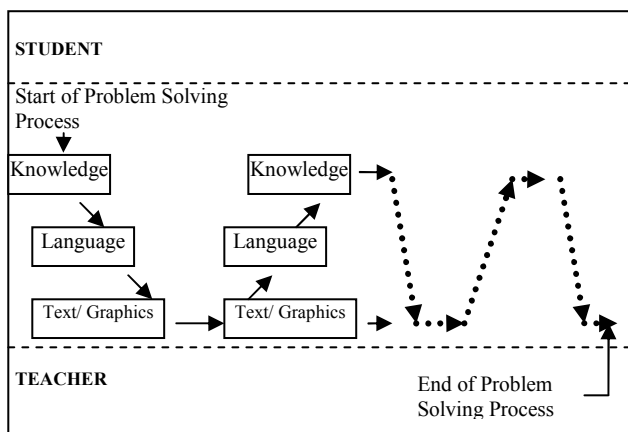 STUDENT
Start of Problem Solving
Process
Knowledge
Knowledge
Language
Language
Text/ Graphics
Text/ Graphics
TEACHER
End of Problem
Solving Process